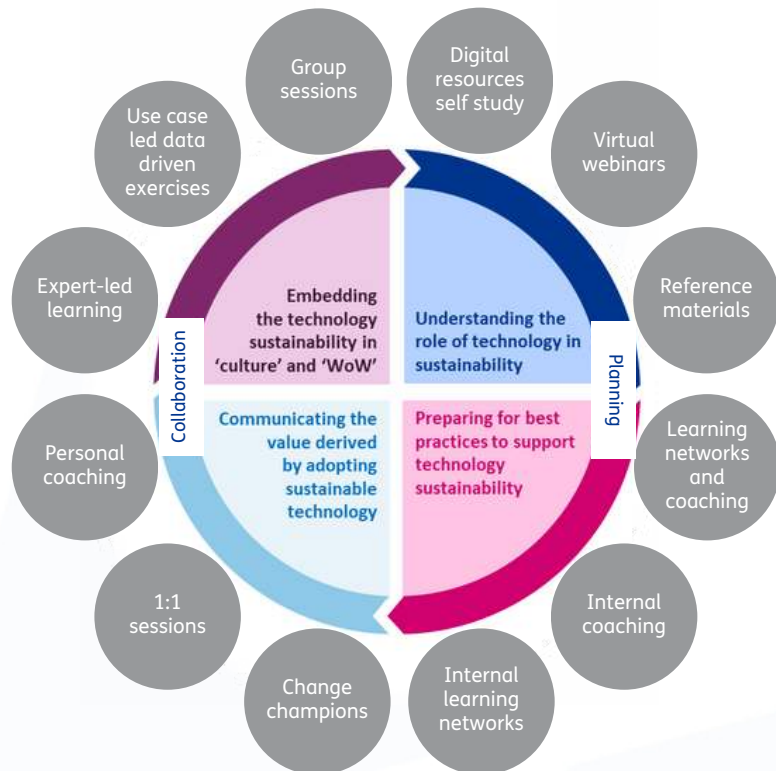 Group
sessions
Digital
resources
self study
Use case
led data
driven
exercises
Virtual
webinars
Expert-led
learning
Reference
materials
Embedding
the technology
sustainability in
‘culture’ and ‘WoW’
Understanding the
role of technology in
sustainability
Collaboration
Planning
Communicating the
value derived
by adopting
sustainable
technology
Preparing for best
practices to support
technology
sustainability
Personal
coaching
Learning
networks
and
coaching
1:1
sessions
Internal
coaching
Change
champions
Internal
learning
networks